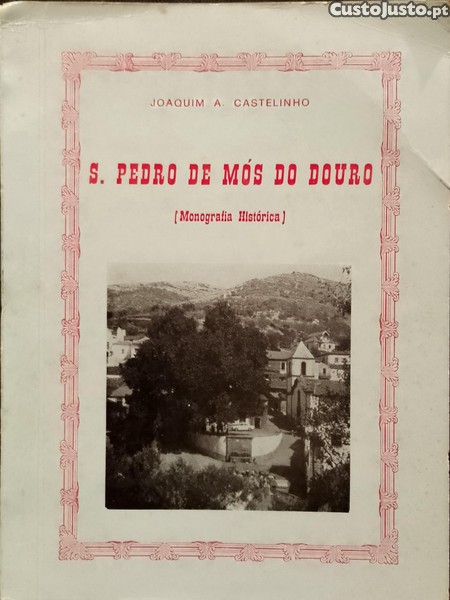 CustoJusto.pt
JOAQUIM A. CASTELINHO
S. PEDRO DE MÓS DO DOURO
(Monografia Histórica)